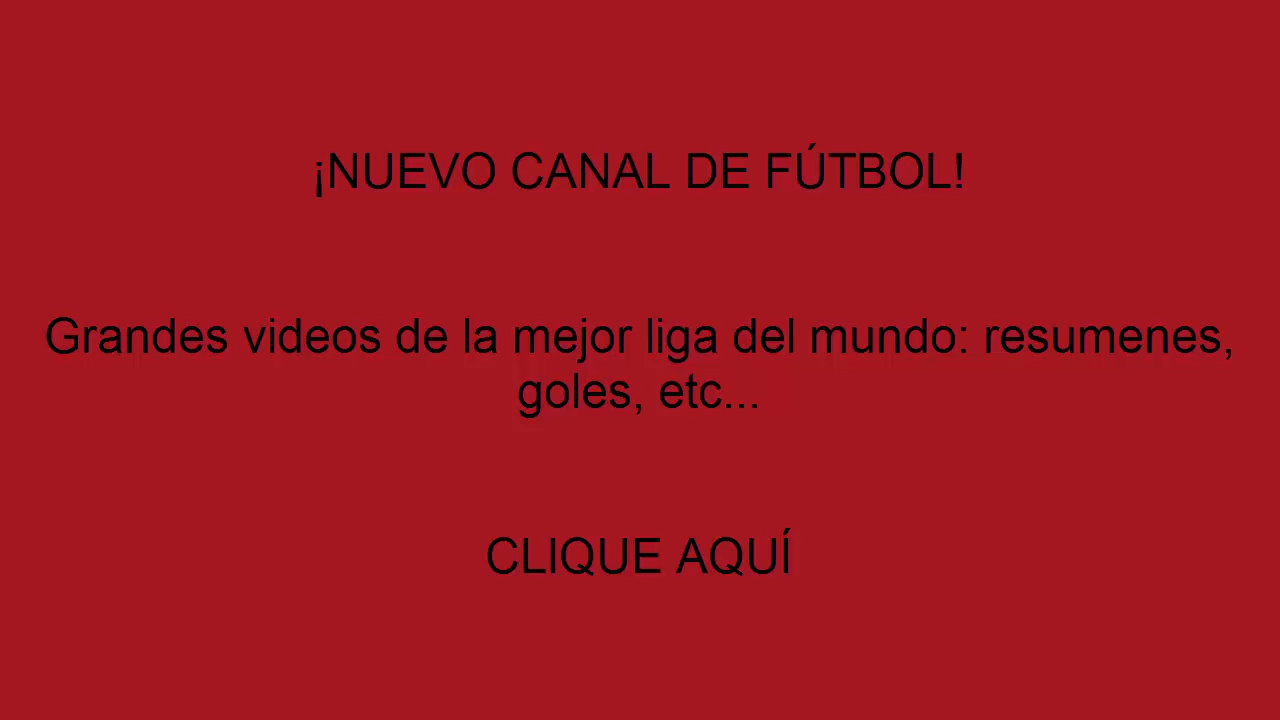 ¡NUEVO CANAL DE FÚTBOL!
Grandes videos de la mejor liga del mundo: resumenes,
goles, etc...
CLIQUE AQUÍ